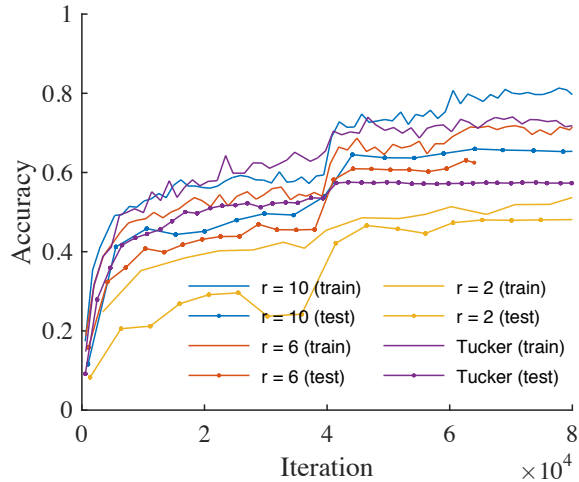 1
0.8
0.6
0.4
0.2
0
Accuracy
r = 10 (train)
r = 10 (test)
r = 6 (train)
r = 6 (test)
r = 2 (train)
r = 2 (test)
Tucker (train)
Tucker (test)
0 2 4 6 8
Iteration
×10⁴